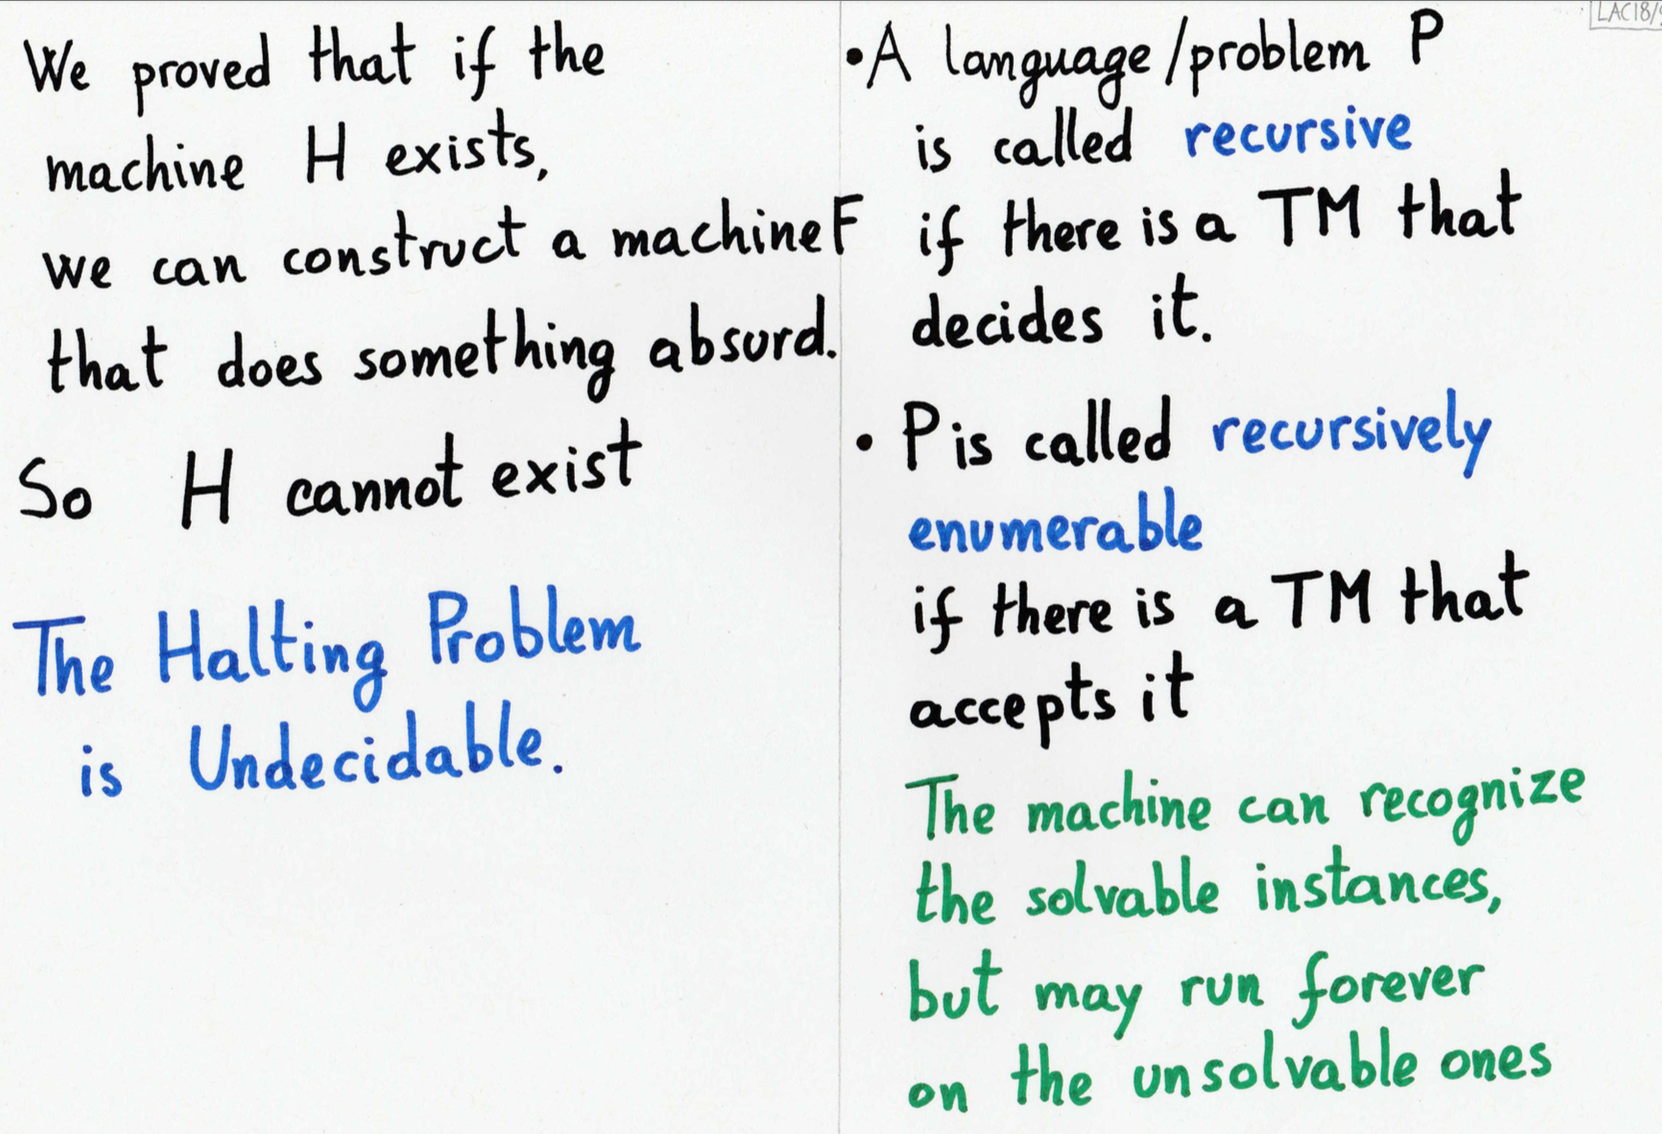 We proved that if the
machine H exists,
we can construct a machine F
that does something absurd.
So H cannot exist
The Halting Problem
is Undecidable.
LAC18/
• A language/problem P
is called recursive
if there is a TM that
decides it.
• P is called recursively
enumerable
if there is a TM that
accepts it
The machine can recognize
the solvable instances,
but may run forever
on the unsolvable ones